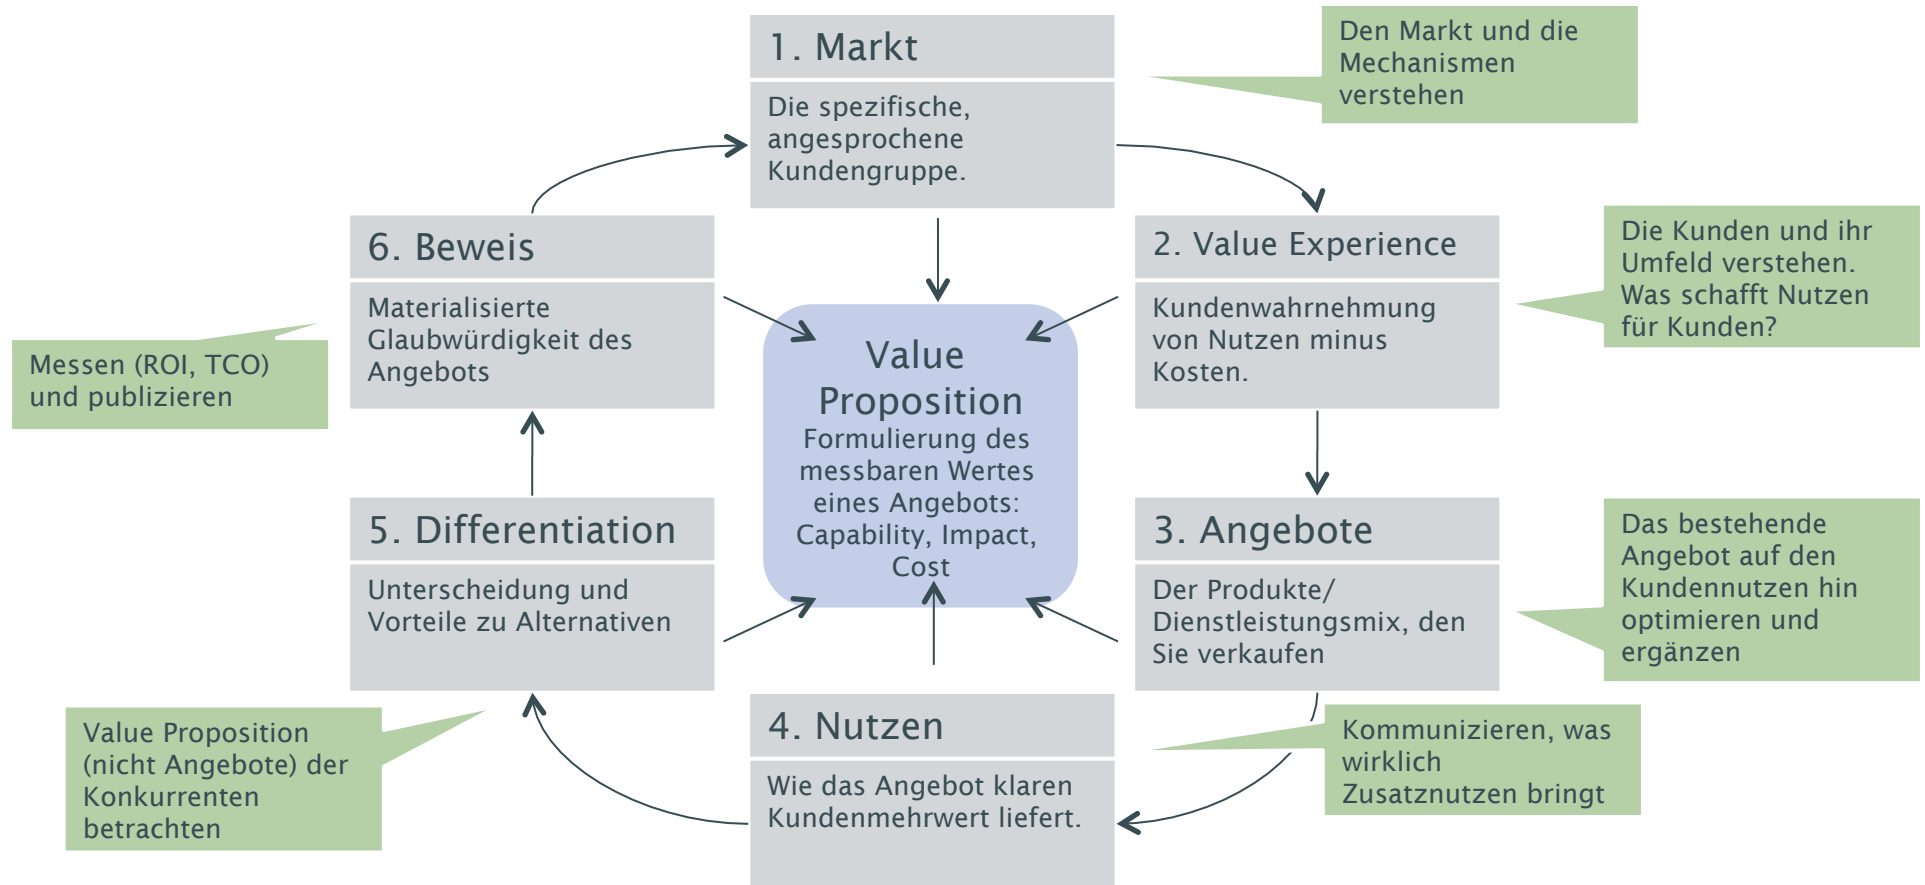 1. Markt
Die spezifische,
angesprochene
Kundengruppe.
Den Markt und die
Mechanismen
verstehen
2. Value Experience
Kundenwahrnehmung
von Nutzen minus
Kosten.
Die Kunden und ihr
Umfeld verstehen.
Was schafft Nutzen
für Kunden?
3. Angebote
Der Produkte/
Dienstleistungsmix, den
Sie verkaufen
Das bestehende
Angebot auf den
Kundennutzen hin
optimieren und
ergänzen
4. Nutzen
Wie das Angebot klaren
Kundenmehrwert liefert.
Kommunizieren, was
wirklich
Zusatznutzen bringt
5. Differentiation
Unterscheidung und
Vorteile zu Alternativen
Value Proposition
(nicht Angebote) der
Konkurrenten
betrachten
6. Beweis
Materialisierte
Glaubwürdigkeit des
Angebots
Messen (ROI, TCO)
und publizieren
Value
Proposition
Formulierung des
messbaren Wertes
eines Angebots:
Capability, Impact,
Cost